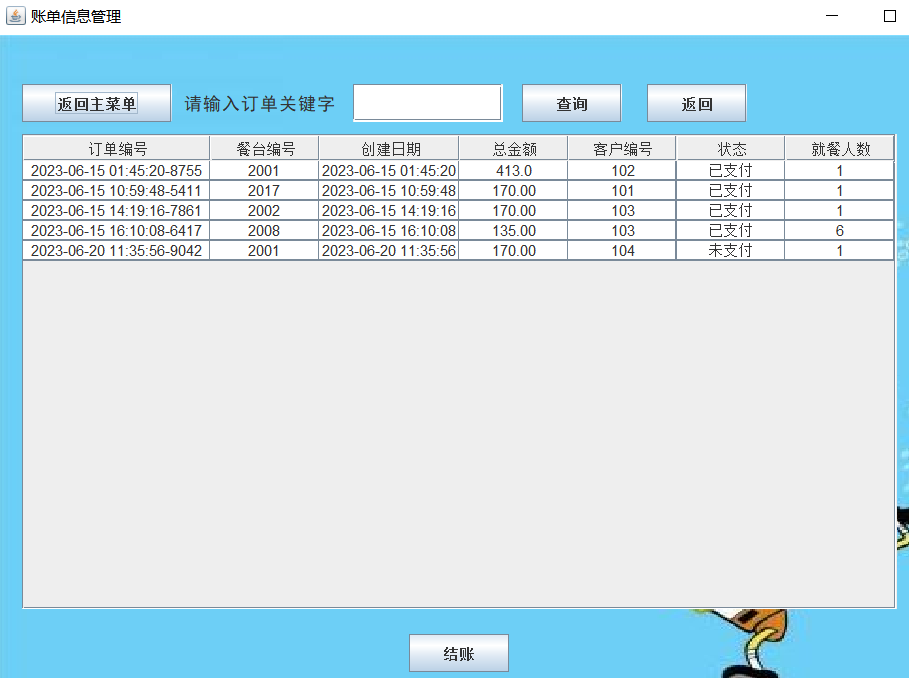 账单信息管理
返回主菜单 请输入订单关键字 查询 返回
订单编号 餐台编号 创建日期 总金额 客户编号 状态 就餐人数
2023-06-15 01:45:20-8755 2001 2023-06-15 01:45:20 413.0 102 已支付 1
2023-06-15 10:59:48-5411 2017 2023-06-15 10:59:48 170.00 101 已支付 1
2023-06-15 14:19:16-7861 2002 2023-06-15 14:19:16 170.00 103 已支付 1
2023-06-15 16:10:08-6417 2008 2023-06-15 16:10:08 135.00 103 已支付 6
2023-06-20 11:35:56-9042 2001 2023-06-20 11:35:56 170.00 104 未支付 1
结账